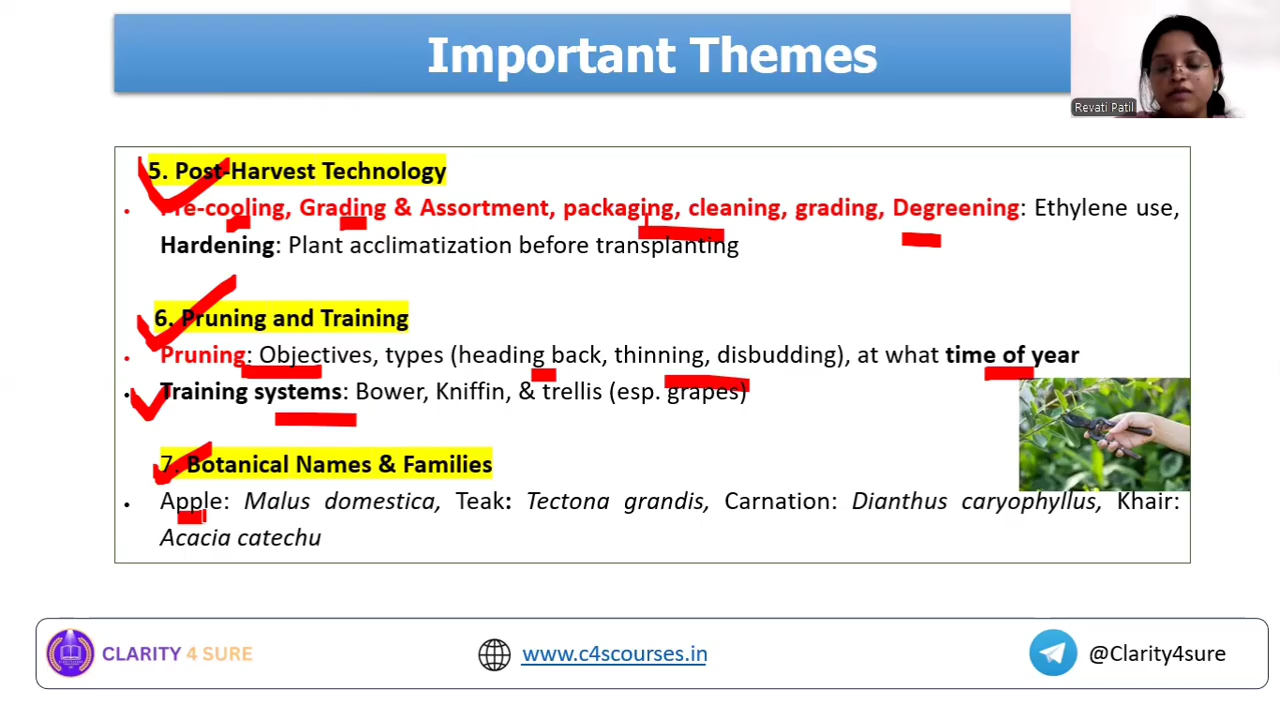 Important Themes
Revati Patil
5. Post-Harvest Technology
• Pre-cooling, Grading & Assortment, packaging, cleaning, grading, Degreening: Ethylene use,
Hardening: Plant acclimatization before transplanting
6. Pruning and Training
• Pruning: Objectives, types (heading back, thinning, disbudding), at what time of year
• Training systems: Bower, Kniffin, & trellis (esp. grapes)
7. Botanical Names & Families
• Apple: Malus domestica, Teak: Tectona grandis, Carnation: Dianthus caryophyllus, Khair:
Acacia catechu
CLARITY 4 SURE
www.c4scourses.in
@Clarity4sure